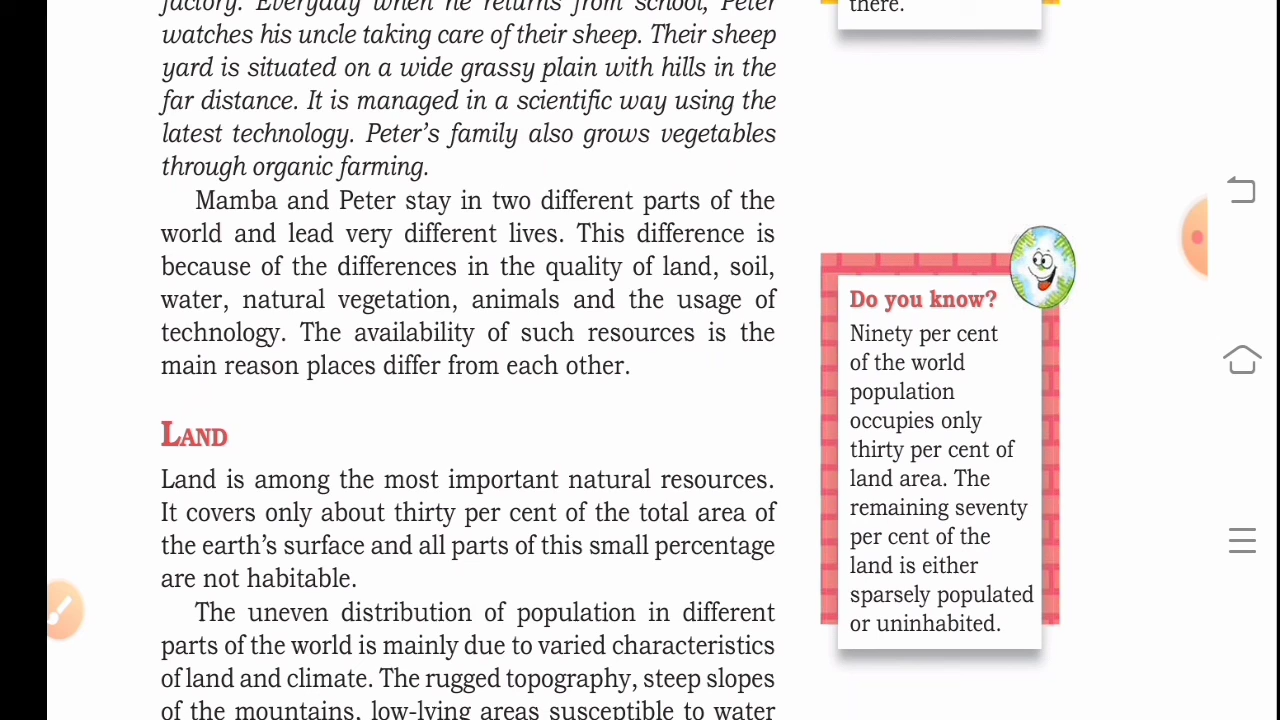 factory. Everyday when he returns from school, Peter
watches his uncle taking care of their sheep. Their sheep
yard is situated on a wide grassy plain with hills in the
far distance. It is managed in a scientific way using the
latest technology. Peter's family also grows vegetables
through organic farming.
Mamba and Peter stay in two different parts of the
world and lead very different lives. This difference is
because of the differences in the quality of land, soil,
water, natural vegetation, animals and the usage of
technology. The availability of such resources is the
main reason places differ from each other.
LAND
Land is among the most important natural resources.
It covers only about thirty per cent of the total area of
the earth's surface and all parts of this small percentage
are not habitable.
The uneven distribution of population in different
parts of the world is mainly due to varied characteristics
of land and climate. The rugged topography, steep slopes
of the mountains, low-lying areas susceptible to water
there.
Do you know?
Ninety per cent
of the world
population
occupies only
thirty per cent of
land area. The
remaining seventy
per cent of the
land is either
sparsely populated
or uninhabited.